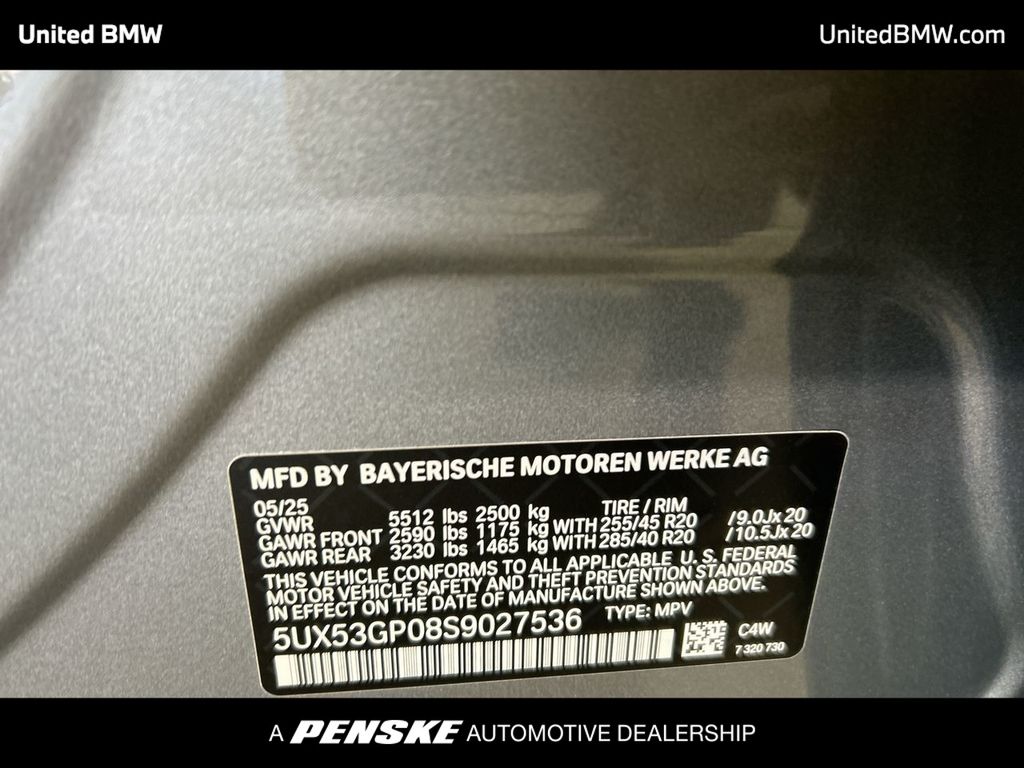 United BMW
UnitedBMW.com
MFD BY BAYERISCHE MOTOREN WERKE AG
05/25 TIRE / RIM
GVWR 5512 lbs 2500 kg
GAWR FRONT 2590 lbs 1175 kg WITH 255/45 R20 /9.0Jx20
GAWR REAR 3230 lbs 1465 kg WITH 285/40 R20 /10.5Jx20
THIS VEHICLE CONFORMS TO ALL APPLICABLE U.S. FEDERAL
MOTOR VEHICLE SAFETY AND THEFT PREVENTION STANDARDS
IN EFFECT ON THE DATE OF MANUFACTURE SHOWN ABOVE.
5UX53GP08S9027536 TYPE: MPV
C4W
7 320 730
A PENSKE AUTOMOTIVE DEALERSHIP